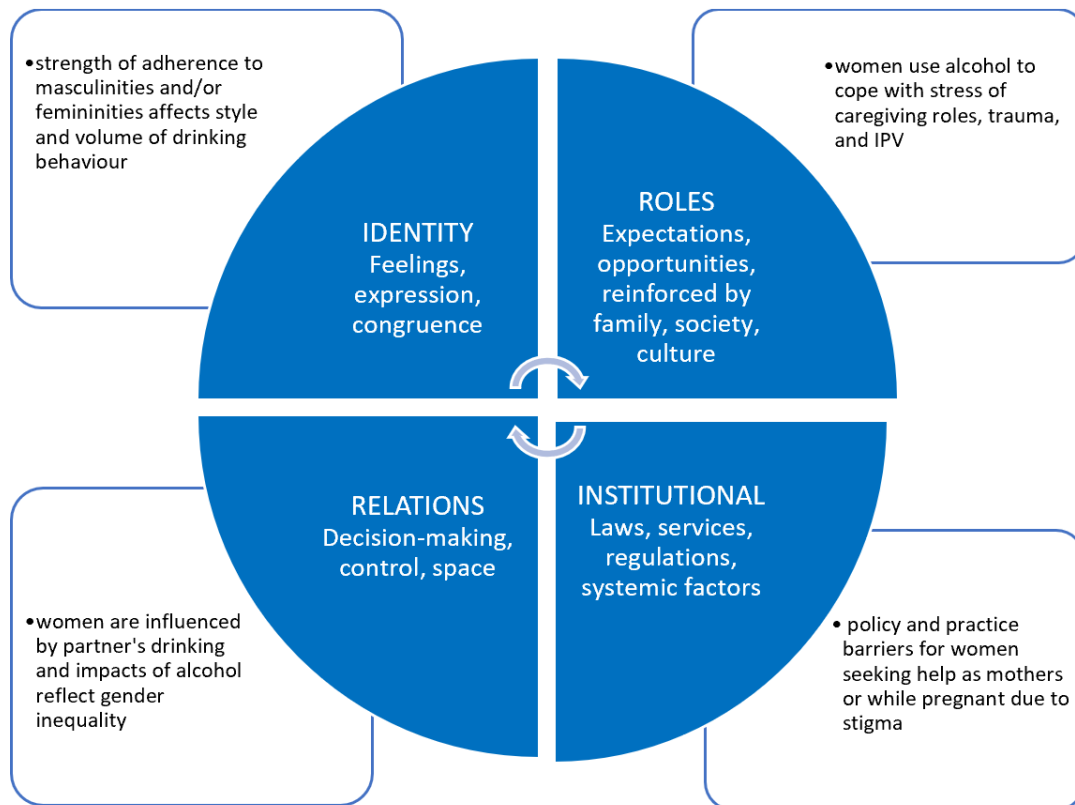 •strength of adherence to
masculinities and/or
femininities affects style
and volume of drinking
behaviour
•women use alcohol to
cope with stress of
caregiving roles, trauma,
and IPV
IDENTITY
Feelings,
expression,
congruence
ROLES
Expectations,
opportunities,
reinforced by
family, society,
culture
RELATIONS
Decision-making,
control, space
INSTITUTIONAL
Laws, services,
regulations,
systemic factors
•women are influenced
by partner's drinking
and impacts of alcohol
reflect gender
inequality
• policy and practice
barriers for women
seeking help as mothers
or while pregnant due to
stigma